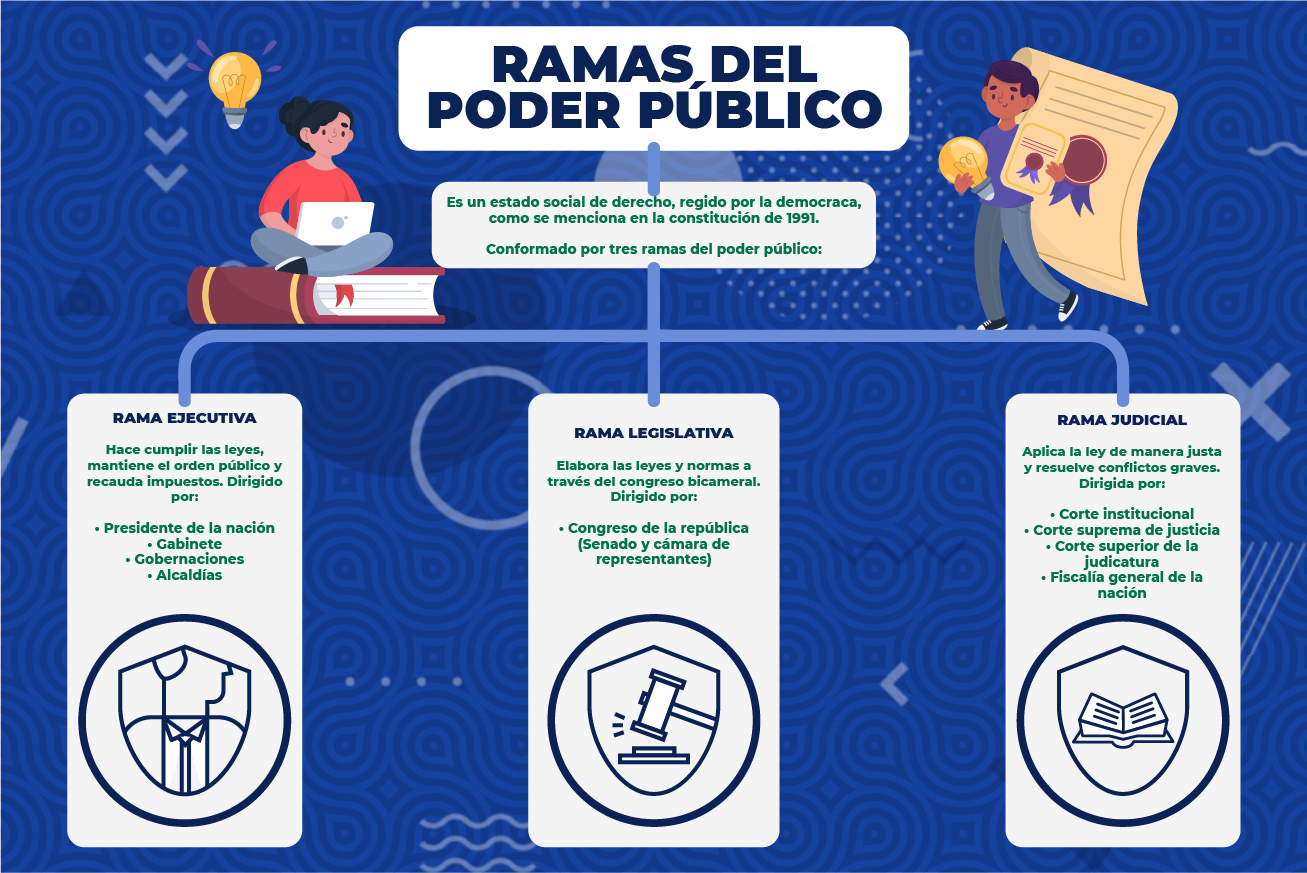 RAMAS DEL
PODER PÚBLICO
Es un estado social de derecho, regido por la democraca,
como se menciona en la constitución de 1991.
Conformado por tres ramas del poder público:
RAMA EJECUTIVA
Hace cumplir las leyes,
mantiene el orden público y
recauda impuestos. Dirigido
por:
• Presidente de la nación
• Gabinete
• Gobernaciones
• Alcaldías
RAMA LEGISLATIVA
Elabora las leyes y normas a
través del congreso bicameral.
Dirigido por:
• Congreso de la república
(Senado y cámara de
representantes)
RAMA JUDICIAL
Aplica la ley de manera justa
y resuelve conflictos graves.
Dirigida por:
• Corte institucional
• Corte suprema de justicia
• Corte superior de la
judicatura
• Fiscalía general de la
nación